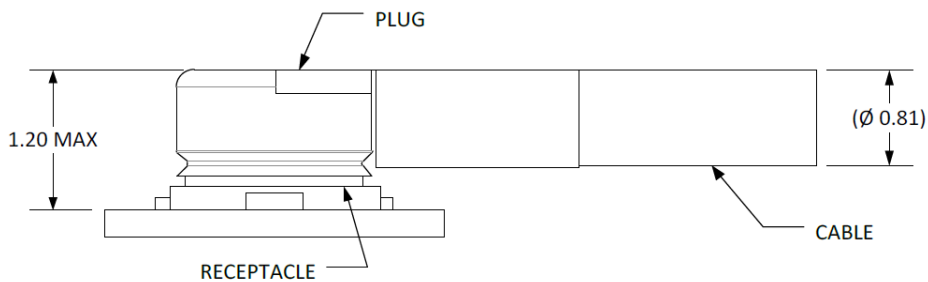 PLUG
1.20 MAX
(Ø 0.81)
CABLE
RECEPTACLE